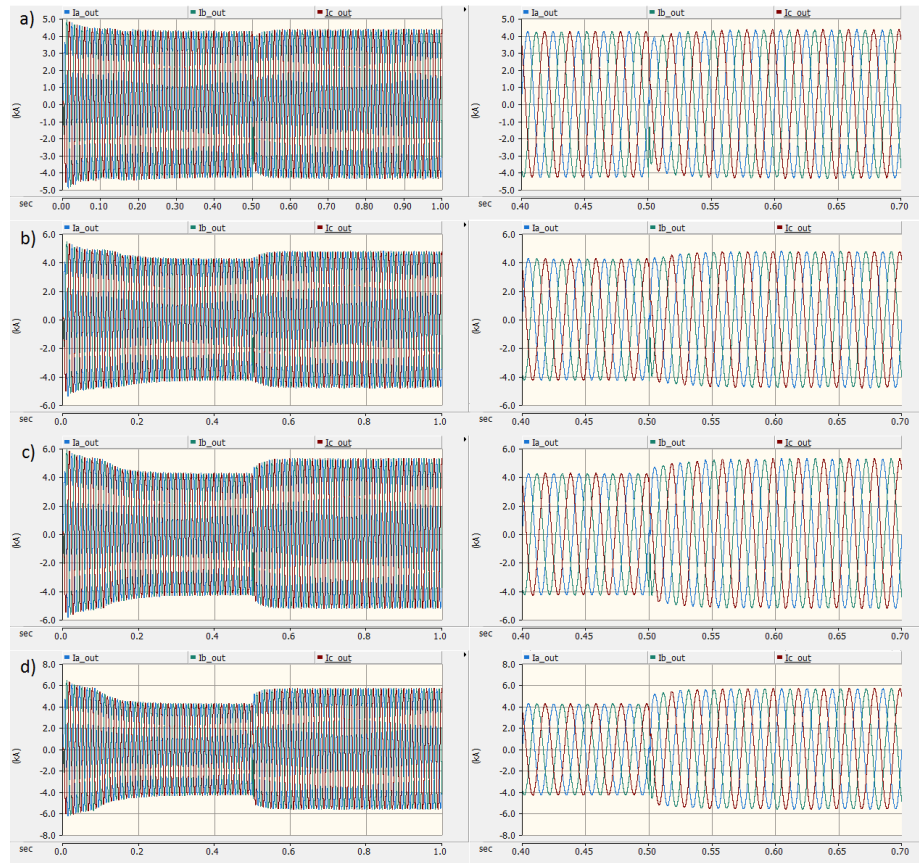 a) Ia_out Ib_out Ic_out Ia_out Ib_out Ic_out
(kA) 5.0 4.0 3.0 2.0 1.0 0.0 -1.0 -2.0 -3.0 -4.0 -5.0
(kA) 5.0 4.0 3.0 2.0 1.0 0.0 -1.0 -2.0 -3.0 -4.0 -5.0
sec 0.00 0.10 0.20 0.30 0.40 0.50 0.60 0.70 0.80 0.90 1.00
sec 0.40 0.45 0.50 0.55 0.60 0.65 0.70
b) Ia_out Ib_out Ic_out Ia_out Ib_out Ic_out
(kA) 6.0 4.0 2.0 0.0 -2.0 -4.0 -6.0
(kA) 6.0 4.0 2.0 0.0 -2.0 -4.0 -6.0
sec 0.0 0.2 0.4 0.6 0.8 1.0
sec 0.40 0.45 0.50 0.55 0.60 0.65 0.70
c) Ia_out Ib_out Ic_out Ia_out Ib_out Ic_out
(kA) 6.0 4.0 2.0 0.0 -2.0 -4.0 -6.0
(kA) 6.0 4.0 2.0 0.0 -2.0 -4.0 -6.0
sec 0.0 0.2 0.4 0.6 0.8 1.0
sec 0.40 0.45 0.50 0.55 0.60 0.65 0.70
d) Ia_out Ib_out Ic_out Ia_out Ib_out Ic_out
(kA) 8.0 6.0 4.0 2.0 0.0 -2.0 -4.0 -6.0 -8.0
(kA) 8.0 6.0 4.0 2.0 0.0 -2.0 -4.0 -6.0 -8.0
sec 0.0 0.2 0.4 0.6 0.8 1.0
sec 0.40 0.45 0.50 0.55 0.60 0.65 0.70